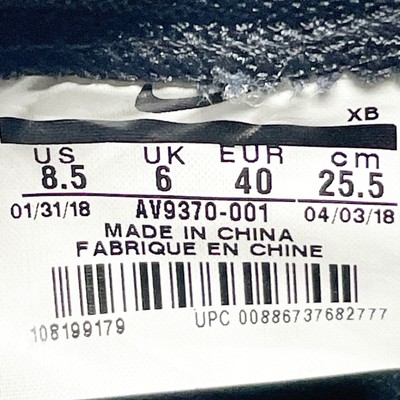 XB
US UK EUR cm
8.5 6 40 25.5
01/31/18 AV9370-001 04/03/18
MADE IN CHINA
FABRIQUE EN CHINE
108199179 UPC 00886737682777